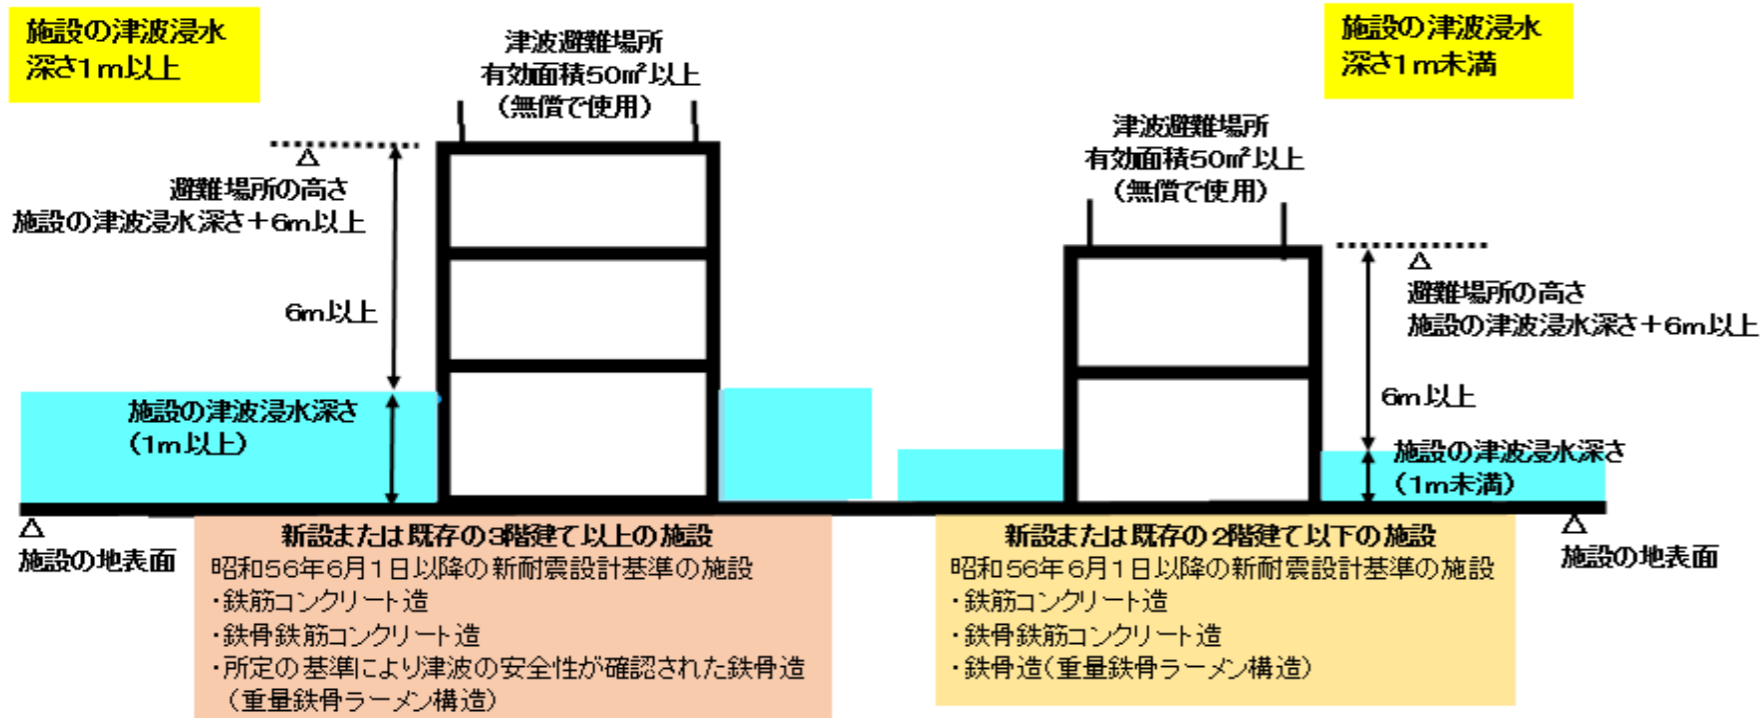 施設の津波浸水
深さ1m以上
津波避難場所
有効面積50㎡以上
(無償で使用)
△
避難場所の高さ
施設の津波浸水深さ+6m以上
6m以上
施設の津波浸水深さ
(1m以上)
△
施設の地表面
新設または既存の3階建て以上の施設
昭和56年6月1日以降の新耐震設計基準の施設
・鉄筋コンクリート造
・鉄骨鉄筋コンクリート造
・所定の基準により津波の安全性が確認された鉄骨造
(重量鉄骨ラーメン構造)
施設の津波浸水
深さ1m未満
津波避難場所
有効面積50㎡以上
(無償で使用)
△
避難場所の高さ
施設の津波浸水深さ+6m以上
6m以上
施設の津波浸水深さ
(1m未満)
△
施設の地表面
新設または既存の2階建て以下の施設
昭和56年6月1日以降の新耐震設計基準の施設
・鉄筋コンクリート造
・鉄骨鉄筋コンクリート造
・鉄骨造(重量鉄骨ラーメン構造)